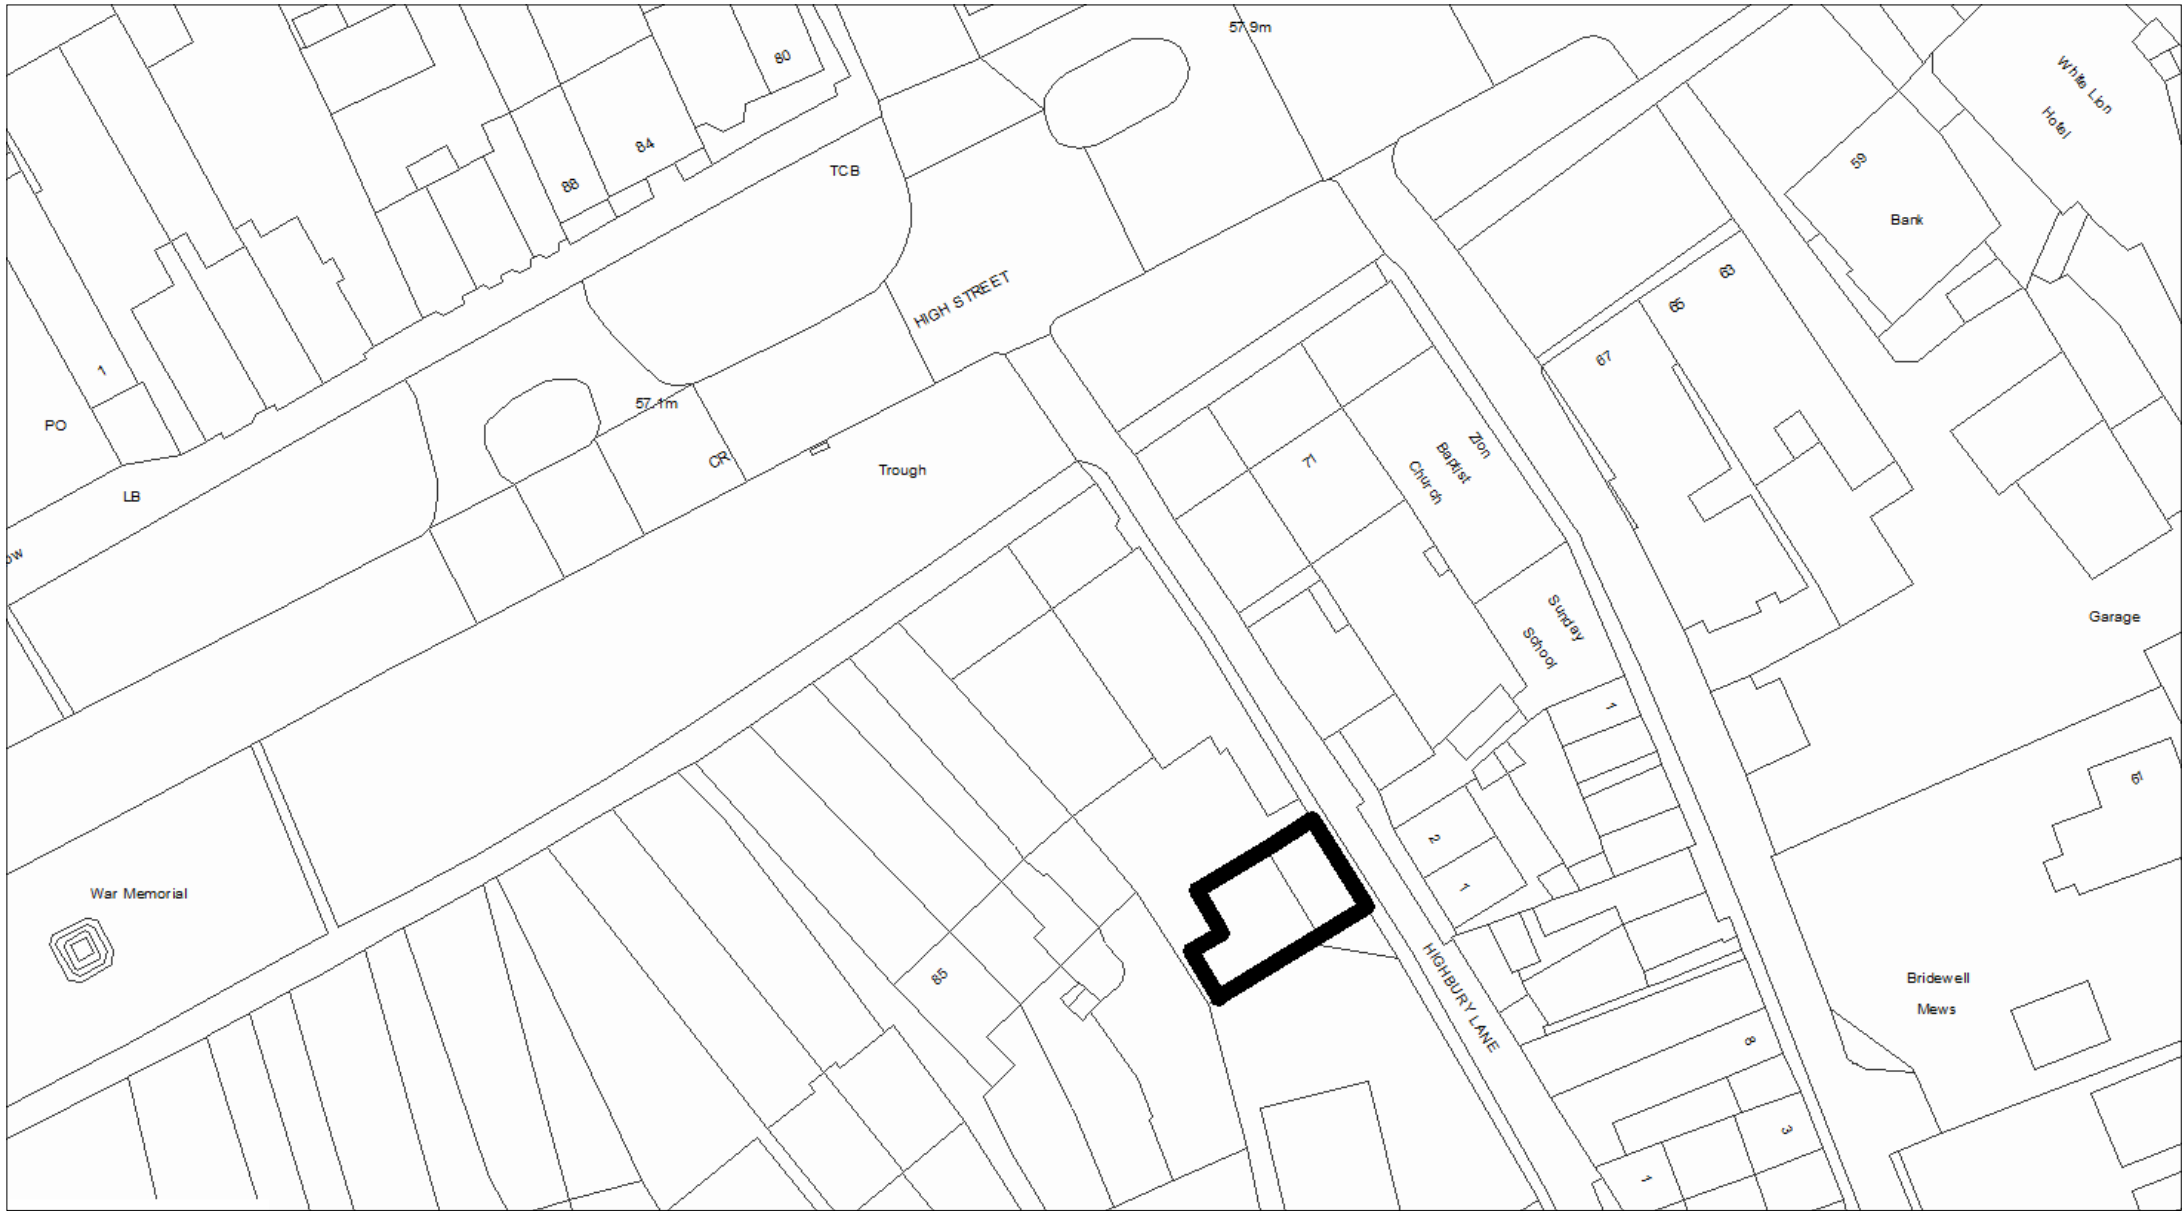 57.9m
80
White Lion
Hotel
84
TCB
88
59
Bank
HIGH STREET
63
65
67
1
57.1m
PO
CR
Trough
71
Zion
Baptist
Church
LB
ow
Sunday
School
Garage
1
61
2
1
War Memorial
85
HIGHBURY LANE
Bridewell
Mews
8
3
1